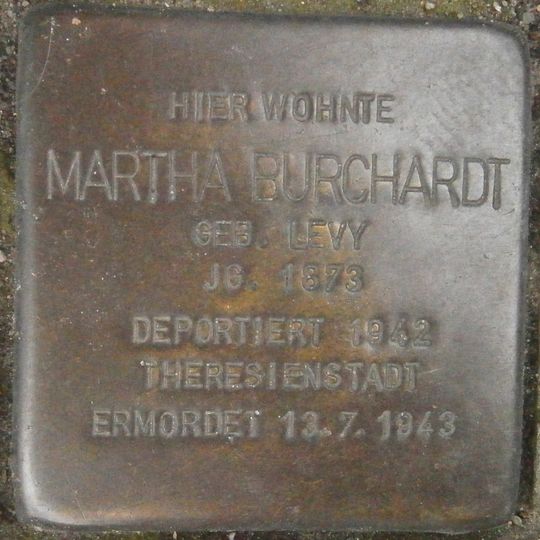 HIER WOHNTE
MARTHA BURCHARDT
GEB. LEVY
JG. 1873
DEPORTIERT 1942
THERESIENSTADT
ERMORDET 13.7.1943